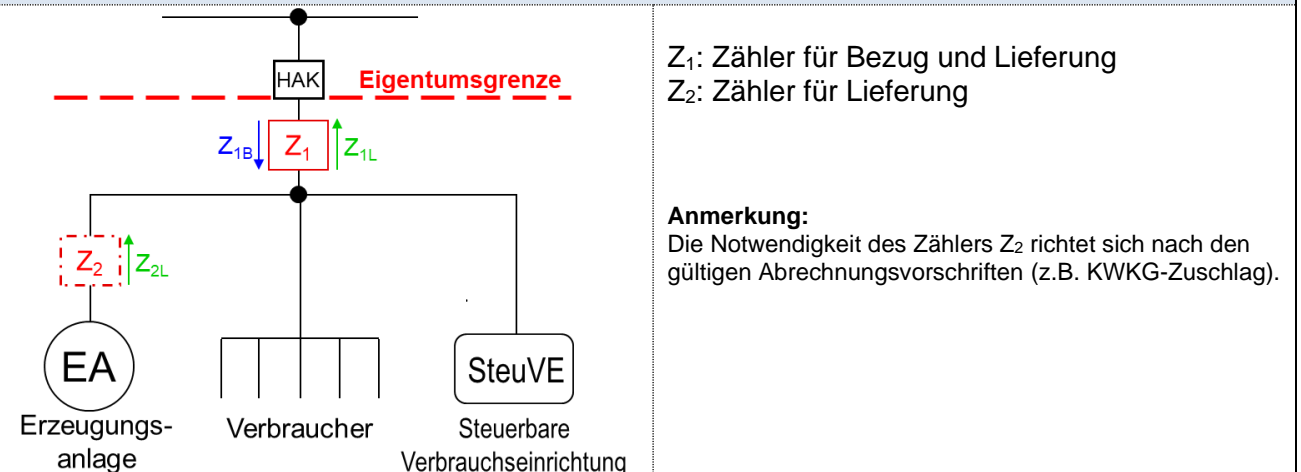 HAK
Eigentumsgrenze
Z1B
Z1
Z1L
Z2
Z2L
EA
SteuVE
Erzeugungs-
anlage
Verbraucher
Steuerbare
Verbrauchseinrichtung
Z1: Zähler für Bezug und Lieferung
Z2: Zähler für Lieferung
Anmerkung:
Die Notwendigkeit des Zählers Z2 richtet sich nach den
gültigen Abrechnungsvorschriften (z.B. KWKG-Zuschlag).